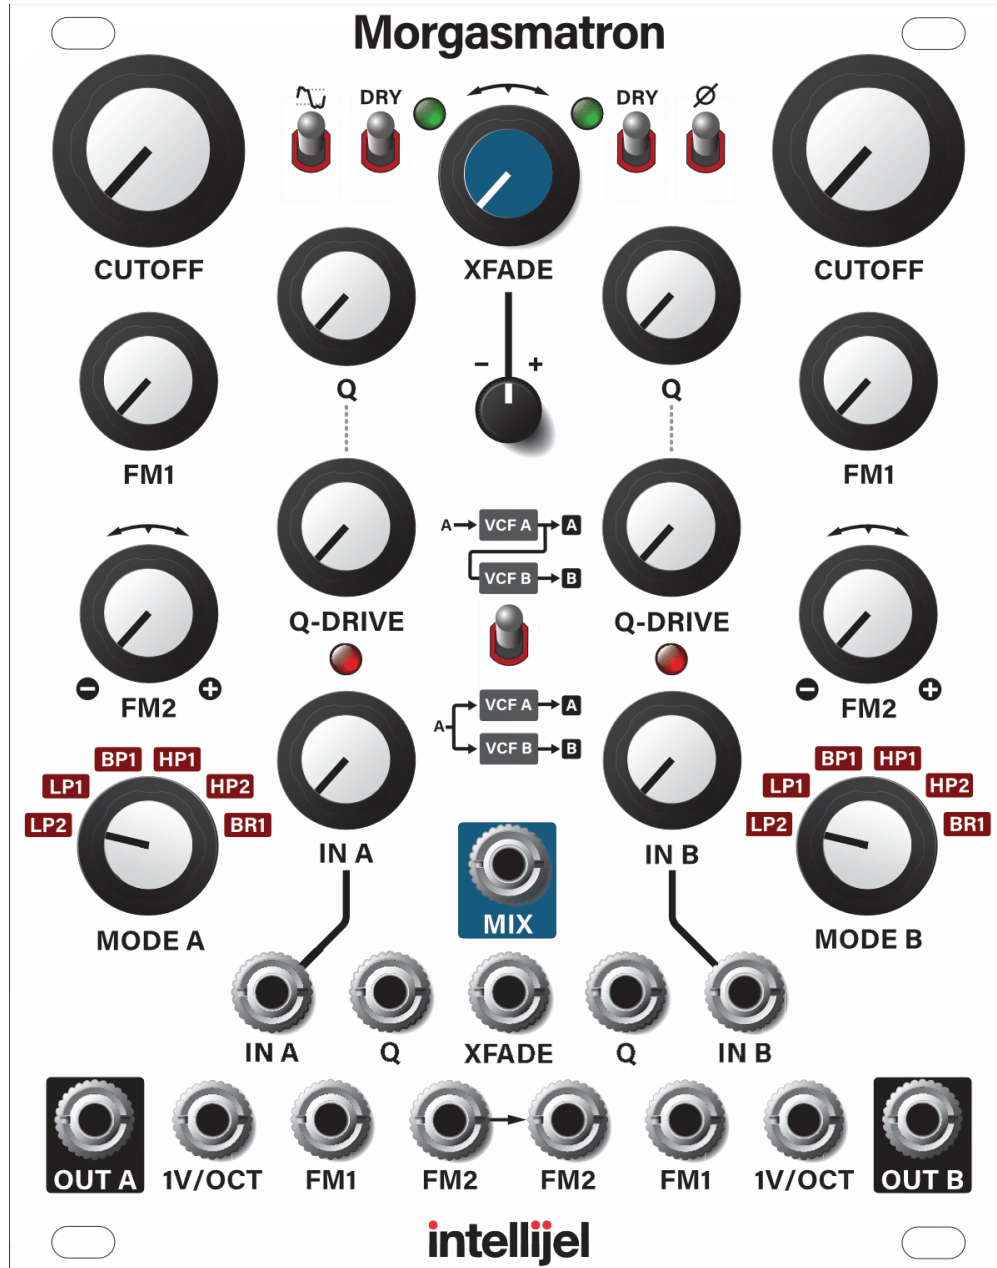 Morgasmatron
DRY
DRY Ø
CUTOFF
XFADE
CUTOFF
Q
− +
Q
FM1
FM1
A VCF A A
VCF B B
Q-DRIVE
Q-DRIVE
− FM2 +
− FM2 +
A VCF A A
VCF B B
LP2 LP1 BP1 HP1 HP2 BR1
LP2 LP1 BP1 HP1 HP2 BR1
IN A
IN B
MIX
MODE A
MODE B
IN A Q XFADE Q IN B
OUT A 1V/OCT FM1 FM2 FM2 FM1 1V/OCT OUT B
intellijel